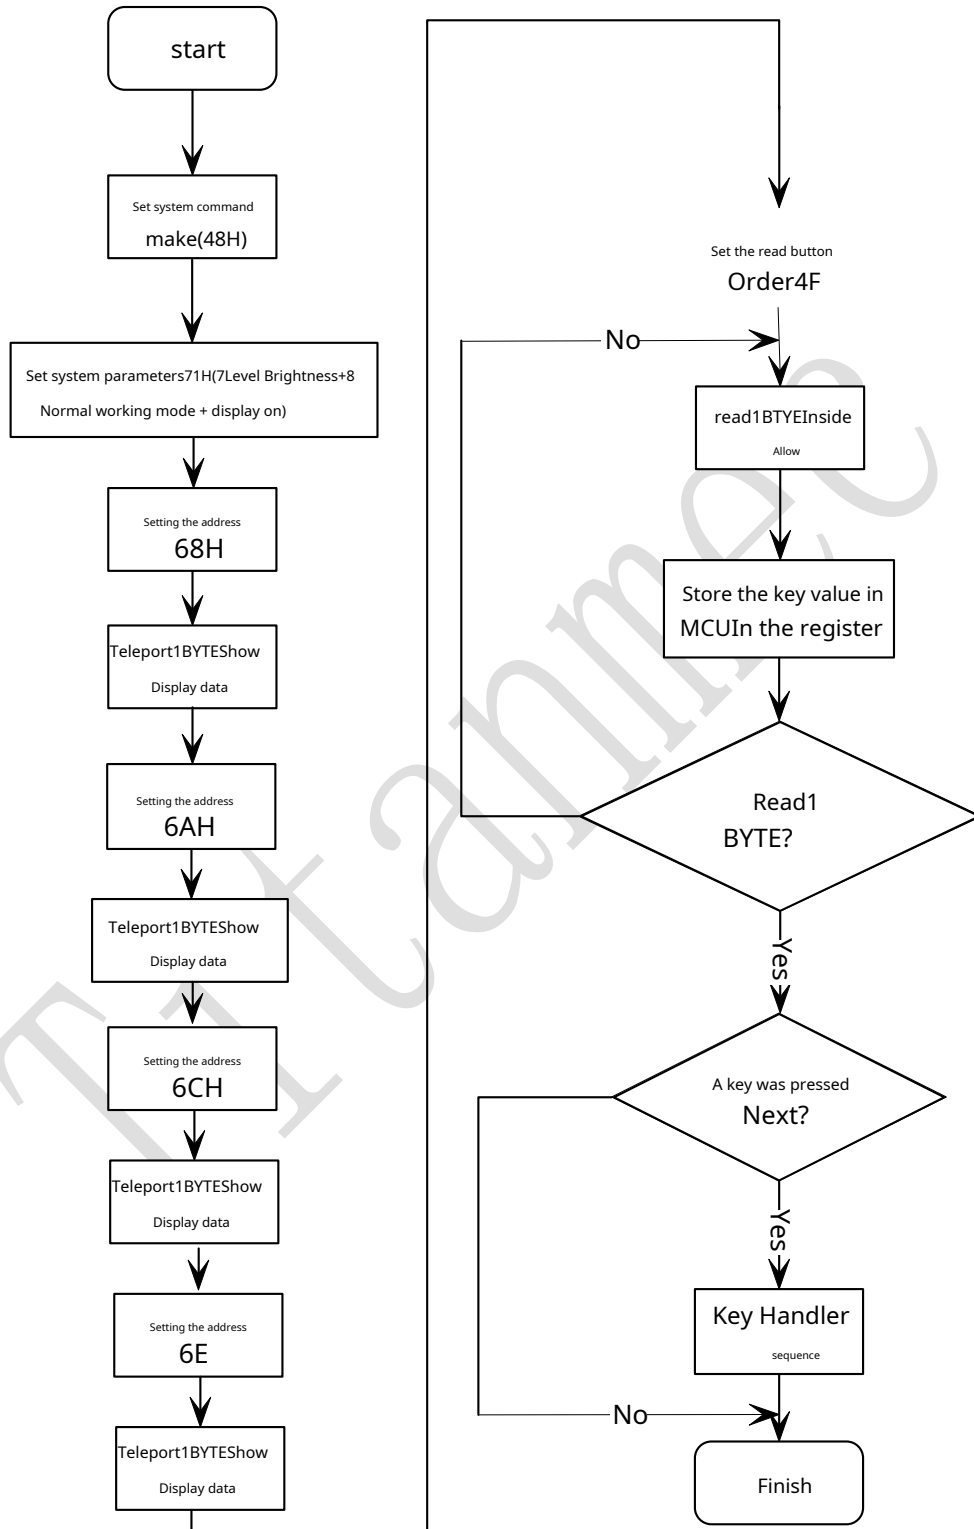 start
Set system command
make(48H)
Set system parameters71H(7Level Brightness+8
Normal working mode + display on)
Setting the address
68H
Teleport1BYTEShow
Display data
Setting the address
6AH
Teleport1BYTEShow
Display data
Setting the address
6CH
Teleport1BYTEShow
Display data
Setting the address
6E
Teleport1BYTEShow
Display data
Set the read button
Order4F
No
read1BTYEInside
Allow
Store the key value in
MCUIn the register
Read1
BYTE?
Yes
A key was pressed
Next?
Yes
Key Handler
sequence
No
Finish
Titanmec